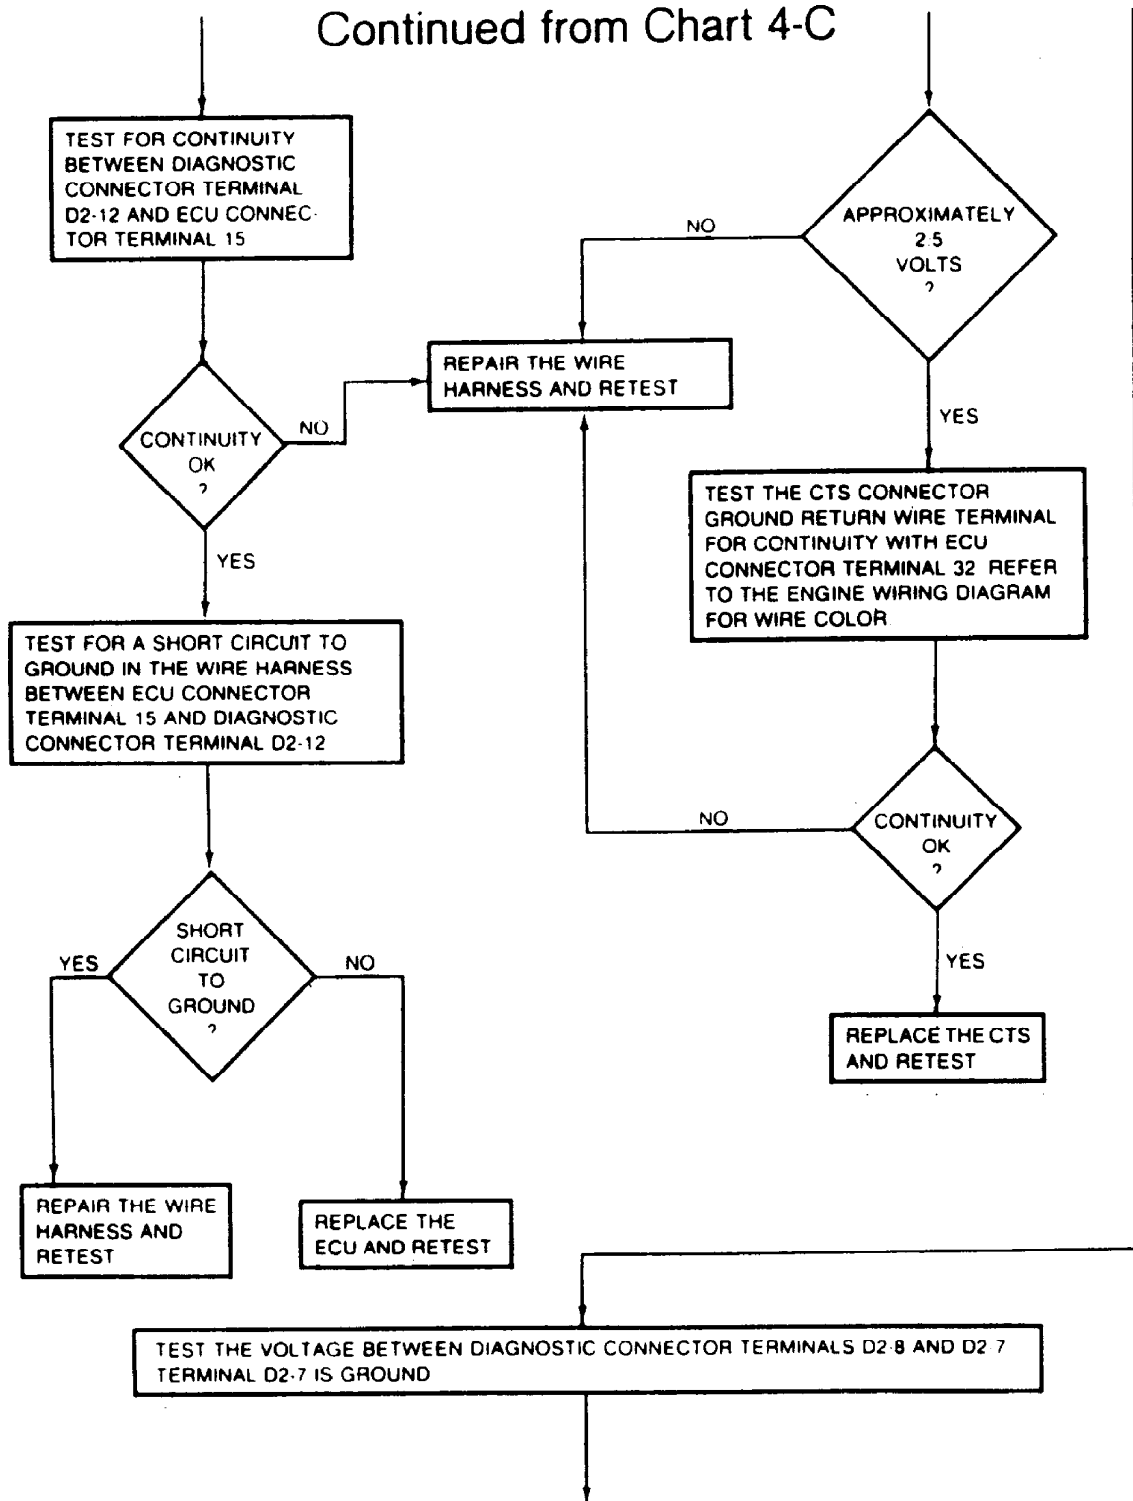 Continued from Chart 4-C
TEST FOR CONTINUITY
BETWEEN DIAGNOSTIC
CONNECTOR TERMINAL
D2-12 AND ECU CONNEC-
TOR TERMINAL 15
APPROXIMATELY
2.5
VOLTS
?
NO
REPAIR THE WIRE
HARNESS AND RETEST
CONTINUITY
OK
?
NO
YES
YES
TEST THE CTS CONNECTOR
GROUND RETURN WIRE TERMINAL
FOR CONTINUITY WITH ECU
CONNECTOR TERMINAL 32 REFER
TO THE ENGINE WIRING DIAGRAM
FOR WIRE COLOR
TEST FOR A SHORT CIRCUIT TO
GROUND IN THE WIRE HARNESS
BETWEEN ECU CONNECTOR
TERMINAL 15 AND DIAGNOSTIC
CONNECTOR TERMINAL D2-12
NO
CONTINUITY
OK
?
SHORT
CIRCUIT
TO
GROUND
?
YES
NO
YES
REPLACE THE CTS
AND RETEST
REPAIR THE WIRE
HARNESS AND
RETEST
REPLACE THE
ECU AND RETEST
TEST THE VOLTAGE BETWEEN DIAGNOSTIC CONNECTOR TERMINALS D2-8 AND D2-7
TERMINAL D2-7 IS GROUND